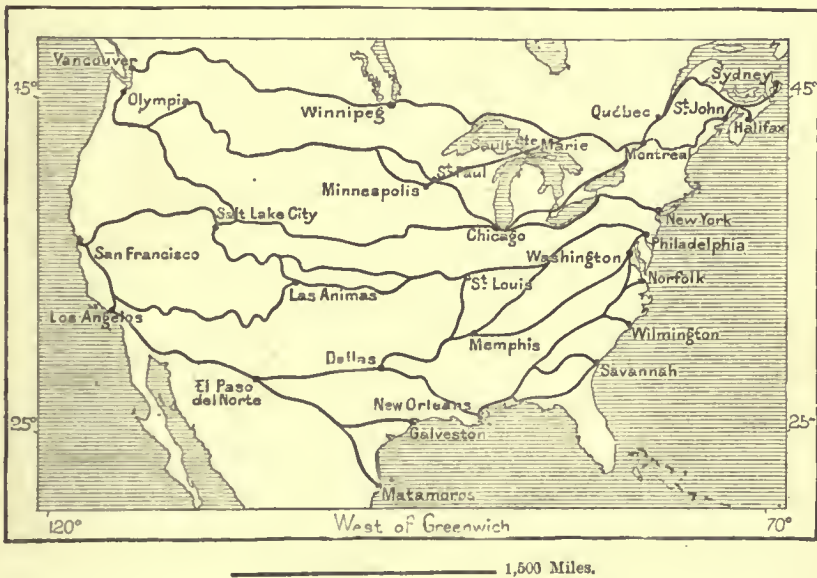 Vancouver
Olympia
Winnipeg
Québec
St. John
Sydney
Halifax
45°
45°
Sault Ste Marie
Montreal
St. Paul
Minneapolis
Salt Lake City
Chicago
New York
Philadelphia
Washington
San Francisco
Las Animas
St. Louis
Norfolk
Los Angelos
Memphis
Wilmington
Dallas
Savannah
El Paso
del Norte
New Orleans
Galveston
25°
25°
Matamoros
120°
West of Greenwich
70°
1,500 Miles.